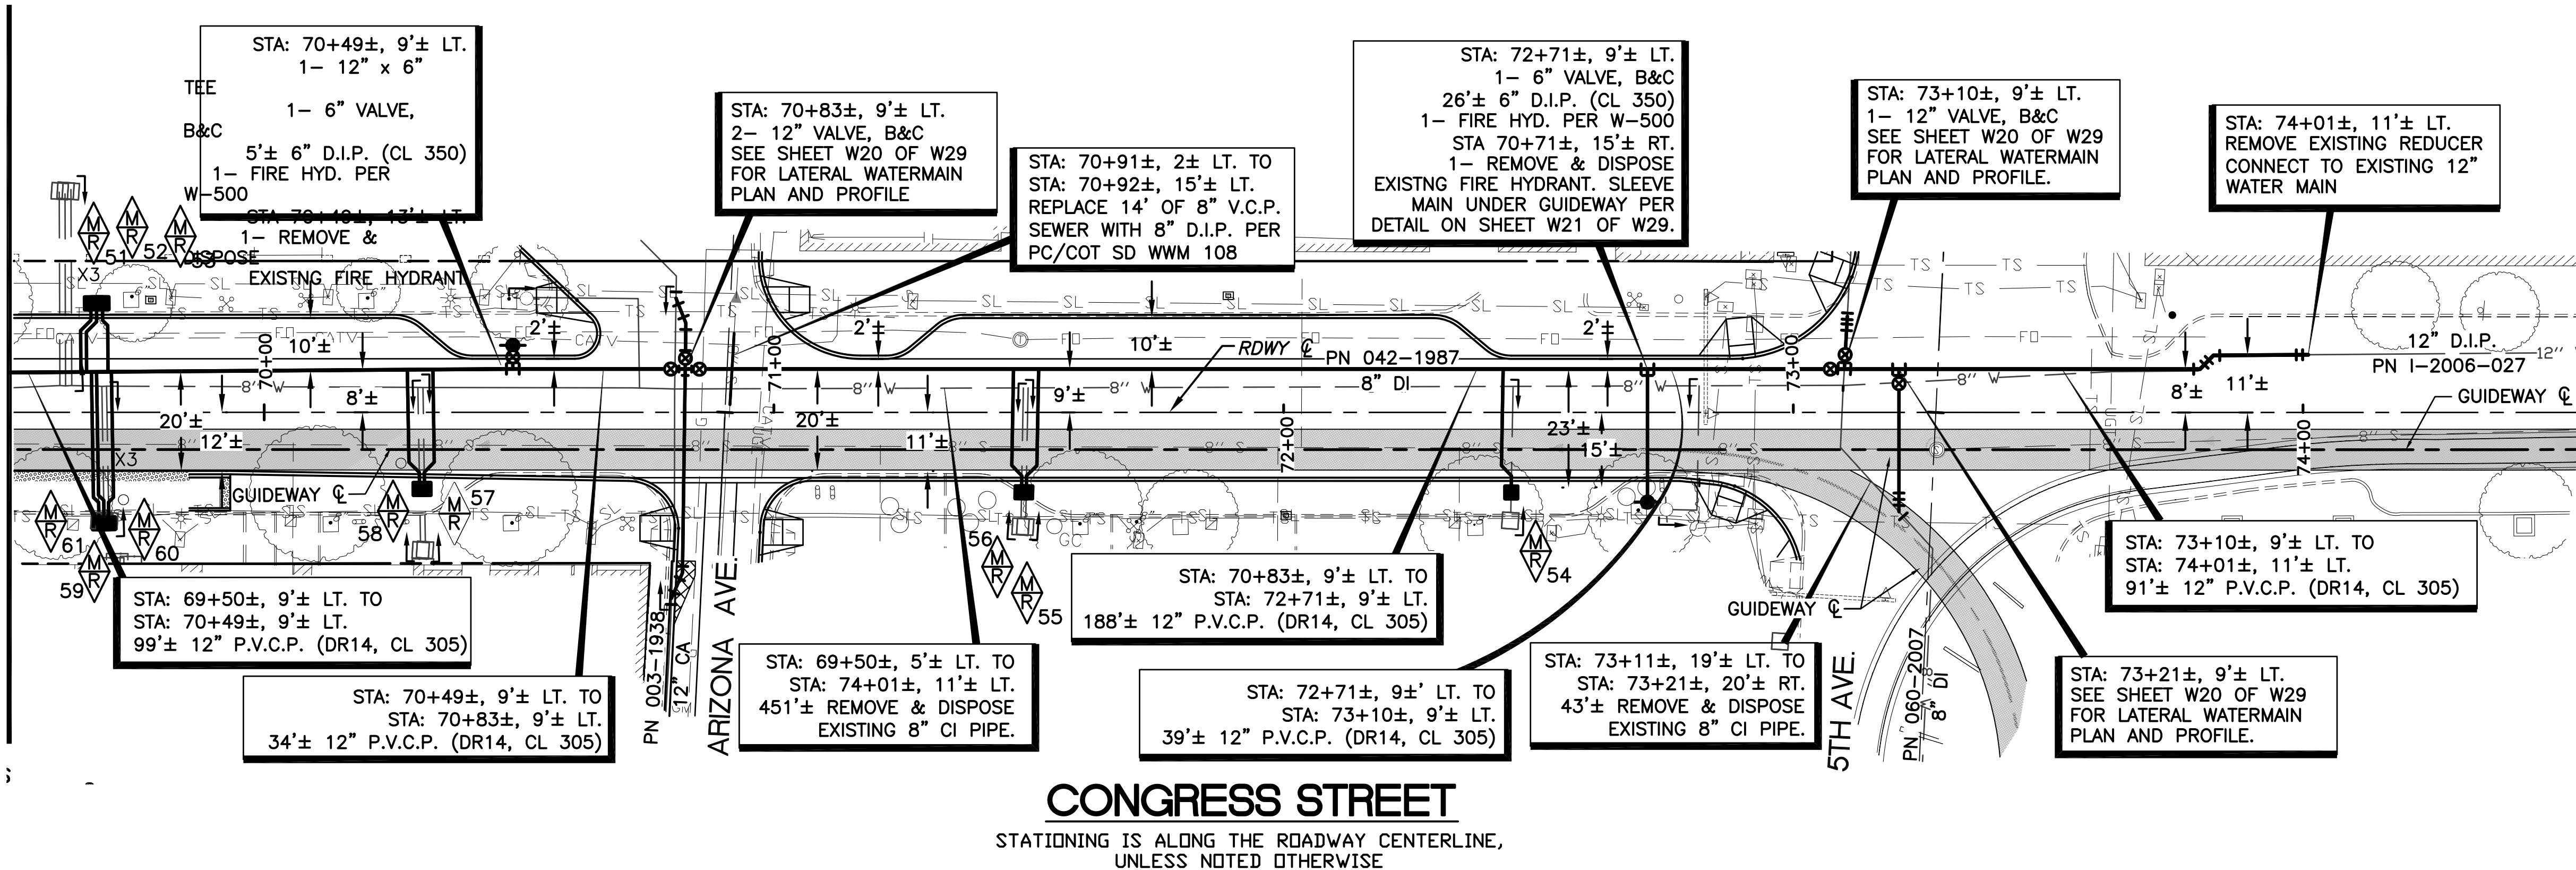 STA: 70+49±, 9'± LT.
1– 12" x 6"
TEE
1– 6" VALVE,
B&C
5'± 6" D.I.P. (CL 350)
1– FIRE HYD. PER
W–500
STA 70+49±, 13'± LT.
1– REMOVE &
DISPOSE
EXISTNG FIRE HYDRANT
STA: 70+83±, 9'± LT.
2– 12" VALVE, B&C
SEE SHEET W20 OF W29
FOR LATERAL WATERMAIN
PLAN AND PROFILE
STA: 70+91±, 2± LT. TO
STA: 70+92±, 15'± LT.
REPLACE 14' OF 8" V.C.P.
SEWER WITH 8" D.I.P. PER
PC/COT SD WWM 108
STA: 72+71±, 9'± LT.
1– 6" VALVE, B&C
26'± 6" D.I.P. (CL 350)
1– FIRE HYD. PER W–500
STA 70+71±, 15'± RT.
1– REMOVE & DISPOSE
EXISTNG FIRE HYDRANT. SLEEVE
MAIN UNDER GUIDEWAY PER
DETAIL ON SHEET W21 OF W29.
STA: 73+10±, 9'± LT.
1– 12" VALVE, B&C
SEE SHEET W20 OF W29
FOR LATERAL WATERMAIN
PLAN AND PROFILE.
STA: 74+01±, 11'± LT.
REMOVE EXISTING REDUCER
CONNECT TO EXISTING 12"
WATER MAIN
M R 51
M R 52
M R 53
X3
10'±
2'±
2'±
10'±
2'±
RDWY ℄
PN 042–1987
8" DI
12" D.I.P.
12"
PN I–2006–027
70+00
71+00
72+00
73+00
74+00
8'±
9'±
8'±
11'±
20'±
12'±
20'±
11'±
23'±
15'±
X3
GUIDEWAY ℄
GUIDEWAY ℄
GUIDEWAY ℄
M R 61
M R 60
M R 59
M R 58
M R 57
M R 56
M R 55
M R 54
STA: 69+50±, 9'± LT. TO
STA: 70+49±, 9'± LT.
99'± 12" P.V.C.P. (DR14, CL 305)
STA: 70+49±, 9'± LT. TO
STA: 70+83±, 9'± LT.
34'± 12" P.V.C.P. (DR14, CL 305)
PN 003–1938
12" CA
ARIZONA AVE.
STA: 69+50±, 5'± LT. TO
STA: 74+01±, 11'± LT.
451'± REMOVE & DISPOSE
EXISTING 8" CI PIPE.
STA: 70+83±, 9'± LT. TO
STA: 72+71±, 9'± LT.
188'± 12" P.V.C.P. (DR14, CL 305)
STA: 72+71±, 9±' LT. TO
STA: 73+10±, 9'± LT.
39'± 12" P.V.C.P. (DR14, CL 305)
STA: 73+11±, 19'± LT. TO
STA: 73+21±, 20'± RT.
43'± REMOVE & DISPOSE
EXISTING 8" CI PIPE.
5TH AVE.
PN 060–2007
8" DI
STA: 73+10±, 9'± LT. TO
STA: 74+01±, 11'± LT.
91'± 12" P.V.C.P. (DR14, CL 305)
STA: 73+21±, 9'± LT.
SEE SHEET W20 OF W29
FOR LATERAL WATERMAIN
PLAN AND PROFILE.
CONGRESS STREET
STATIONING IS ALONG THE ROADWAY CENTERLINE,
UNLESS NOTED OTHERWISE